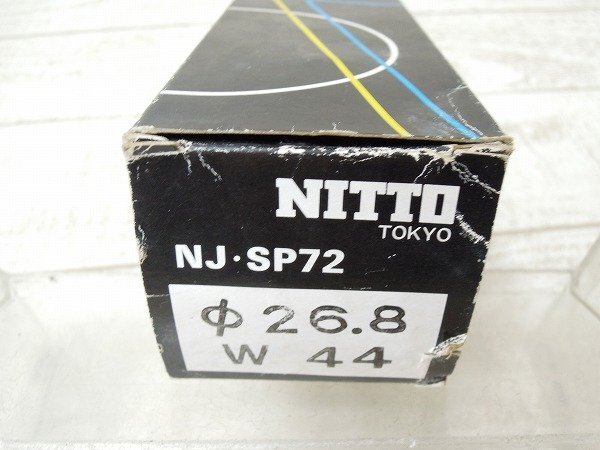 NITTO
TOKYO
NJ·SP72
φ26.8
W 44